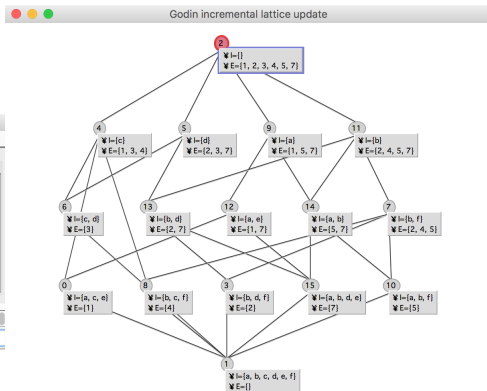 Godin incremental lattice update
2
¥ I={}
¥ E={1, 2, 3, 4, 5, 7}
4
¥ I={c}
¥ E={1, 3, 4}
5
¥ I={d}
¥ E={2, 3, 7}
9
¥ I={a}
¥ E={1, 5, 7}
11
¥ I={b}
¥ E={2, 4, 5, 7}
6
¥ I={c, d}
¥ E={3}
13
¥ I={b, d}
¥ E={2, 7}
12
¥ I={a, e}
¥ E={1, 7}
14
¥ I={a, b}
¥ E={5, 7}
7
¥ I={b, f}
¥ E={2, 4, 5}
0
¥ I={a, c, e}
¥ E={1}
8
¥ I={b, c, f}
¥ E={4}
3
¥ I={b, d, f}
¥ E={2}
15
¥ I={a, b, d, e}
¥ E={7}
10
¥ I={a, b, f}
¥ E={5}
1
¥ I={a, b, c, d, e, f}
¥ E={}